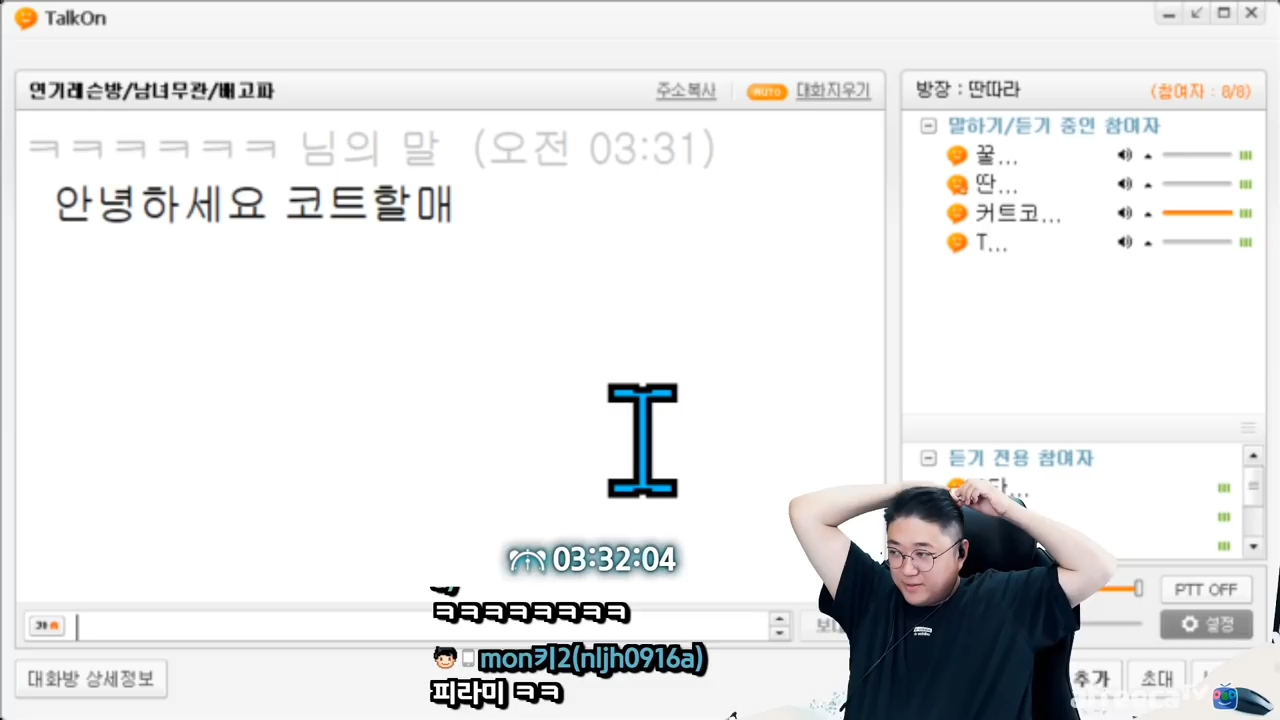 TalkOn
연기레슨방/남녀무관/배고파
주소복사
AUTO
대화지우기
방장 : 딴따라
(참여자 : 8/8)
ㅋㅋㅋㅋㅋㅋ 님의 말 (오전 03:31)
안녕하세요 코트할매
말하기/듣기 중인 참여자
꿀...
딴...
커트코...
T...
듣기 전용 참여자
03:32:04
ㅋㅋㅋㅋㅋㅋㅋㅋ
mon키2(nljh0916a)
피라미 ㅋㅋ
가
PTT OFF
설정
대화방 상세정보
추가
초대